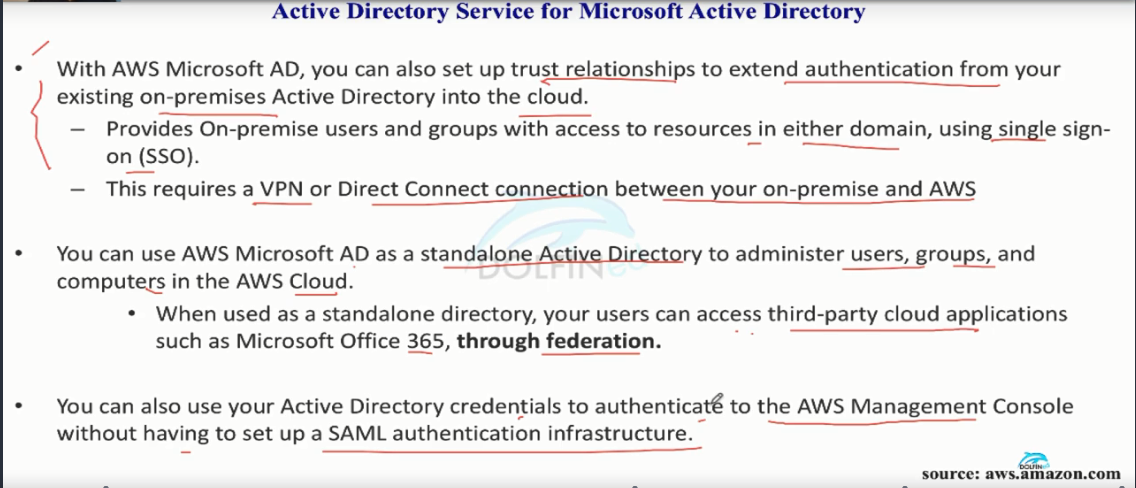 Active Directory Service for Microsoft Active Directory
• With AWS Microsoft AD, you can also set up trust relationships to extend authentication from your
existing on-premises Active Directory into the cloud.
– Provides On-premise users and groups with access to resources in either domain, using single sign-
on (SSO).
– This requires a VPN or Direct Connect connection between your on-premise and AWS
• You can use AWS Microsoft AD as a standalone Active Directory to administer users, groups, and
computers in the AWS Cloud.
• When used as a standalone directory, your users can access third-party cloud applications
such as Microsoft Office 365, through federation.
• You can also use your Active Directory credentials to authenticate to the AWS Management Console
without having to set up a SAML authentication infrastructure.
DOLFIN
source: aws.amazon.com